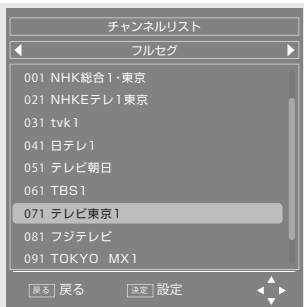 チャンネルリスト
フルセグ
001 NHK総合1・東京
021 NHKEテレ1東京
031 tvk1
041 日テレ1
051 テレビ朝日
061 TBS1
071 テレビ東京1
081 フジテレビ
091 TOKYO MX1
戻る 戻る 決定 設定